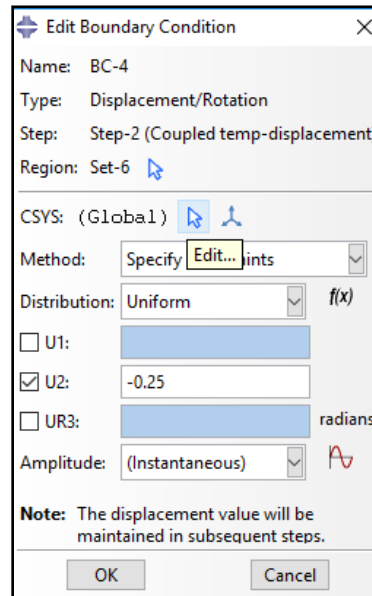 Edit Boundary Condition
Name: BC-4
Type: Displacement/Rotation
Step: Step-2 (Coupled temp-displacement
Region: Set-6
CSYS: (Global)
Method: Specify Edit... ints
Distribution: Uniform f(x)
U1:
U2: -0.25
UR3: radians
Amplitude: (Instantaneous)
Note: The displacement value will be
maintained in subsequent steps.
OK Cancel